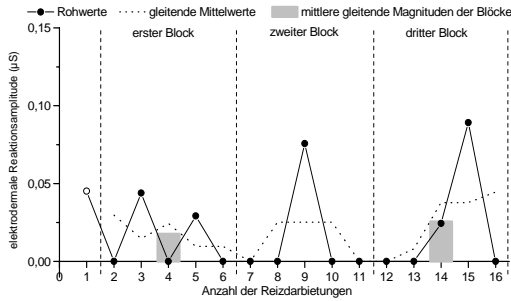 Rohwerte gleitende Mittelwerte mittlere gleitende Magnituden der Blöcke
erster Block zweiter Block dritter Block
elektrodermale Reaktionsamplitude (µS)
0,15
0,10
0,05
0,00
0 1 2 3 4 5 6 7 8 9 10 11 12 13 14 15 16
Anzahl der Reizdarbietungen